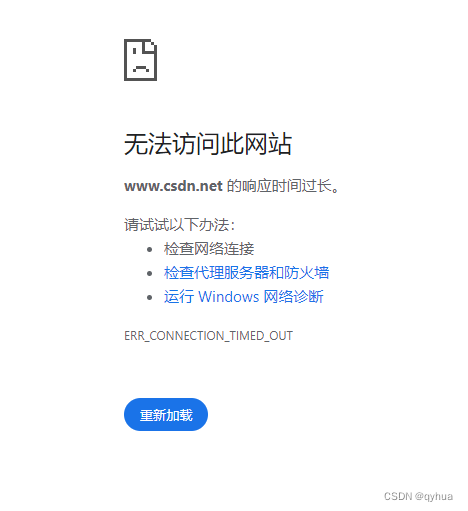 无法访问此网站
www.csdn.net 的响应时间过长。
请试试以下办法：
检查网络连接
检查代理服务器和防火墙
运行 Windows 网络诊断
ERR_CONNECTION_TIMED_OUT
重新加载
CSDN @qyhua